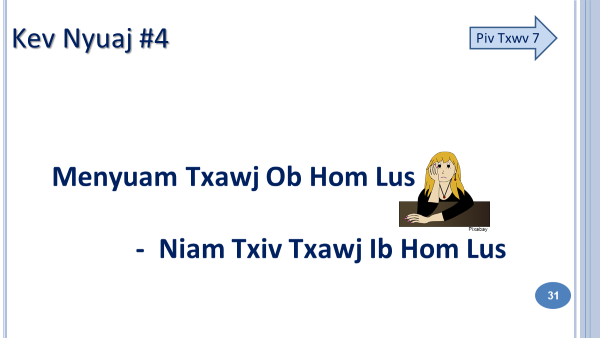 Kev Nyuaj #4
Piv Txwv 7
Menyuam Txawj Ob Hom Lus
Pixabay
- Niam Txiv Txawj Ib Hom Lus
31